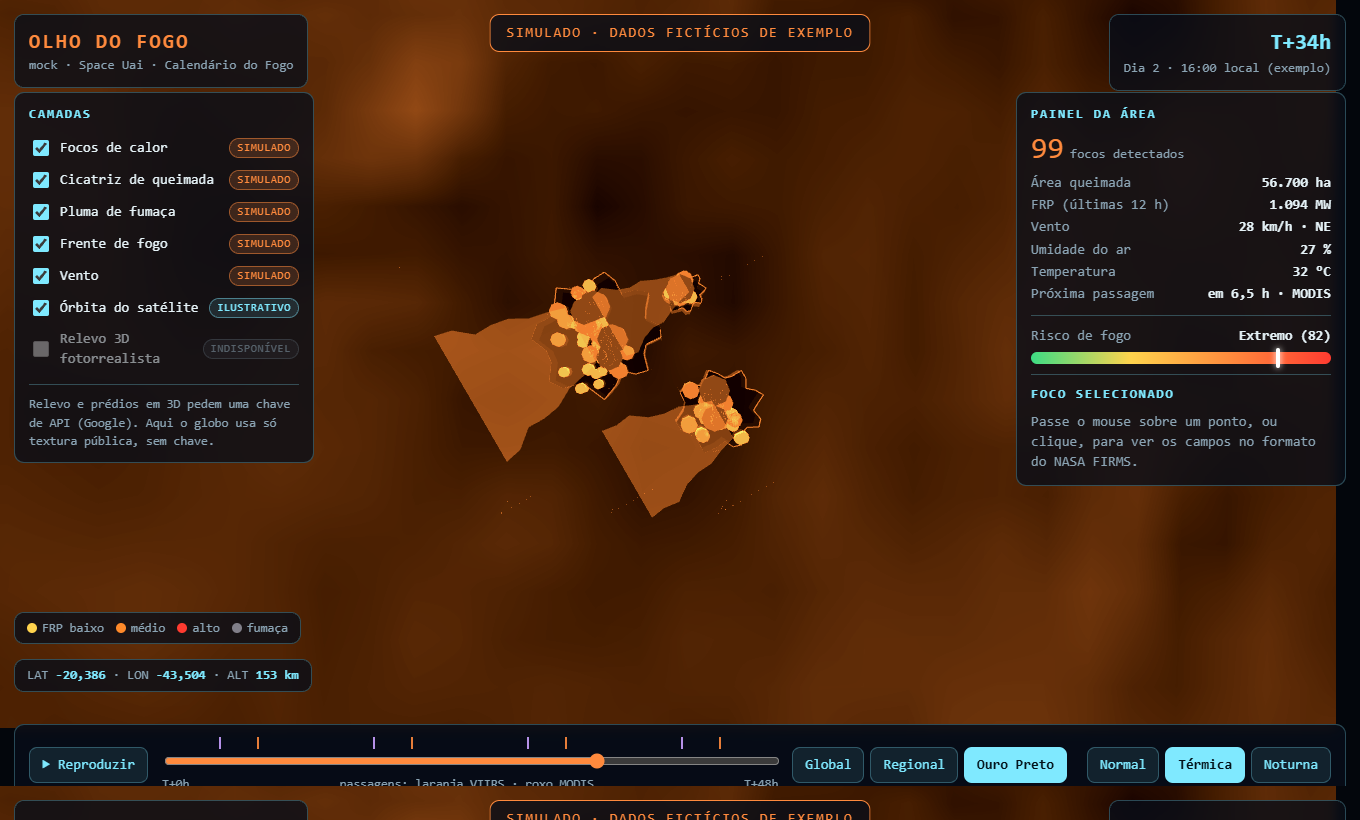 OLHO DO FOGO
mock · Space Uai · Calendário do Fogo
SIMULADO · DADOS FICTÍCIOS DE EXEMPLO
T+34h
Dia 2 · 16:00 local (exemplo)
CAMADAS
Focos de calor SIMULADO
Cicatriz de queimada SIMULADO
Pluma de fumaça SIMULADO
Frente de fogo SIMULADO
Vento SIMULADO
Órbita do satélite ILUSTRATIVO
Relevo 3D
fotorrealista INDISPONÍVEL
Relevo e prédios em 3D pedem uma chave
de API (Google). Aqui o globo usa só
textura pública, sem chave.
PAINEL DA ÁREA
99 focos detectados
Área queimada 56.700 ha
FRP (últimas 12 h) 1.094 MW
Vento 28 km/h · NE
Umidade do ar 27 %
Temperatura 32 ºC
Próxima passagem em 6,5 h · MODIS
Risco de fogo Extremo (82)
FOCO SELECIONADO
Passe o mouse sobre um ponto, ou
clique, para ver os campos no formato
do NASA FIRMS.
FRP baixo médio alto fumaça
LAT -20,386 · LON -43,504 · ALT 153 km
Reproduzir
T+0h passagens: laranja VIIRS · roxo MODIS T+48h
Global Regional Ouro Preto Normal Térmica Noturna
SIMULADO · DADOS FICTÍCIOS DE EXEMPLO